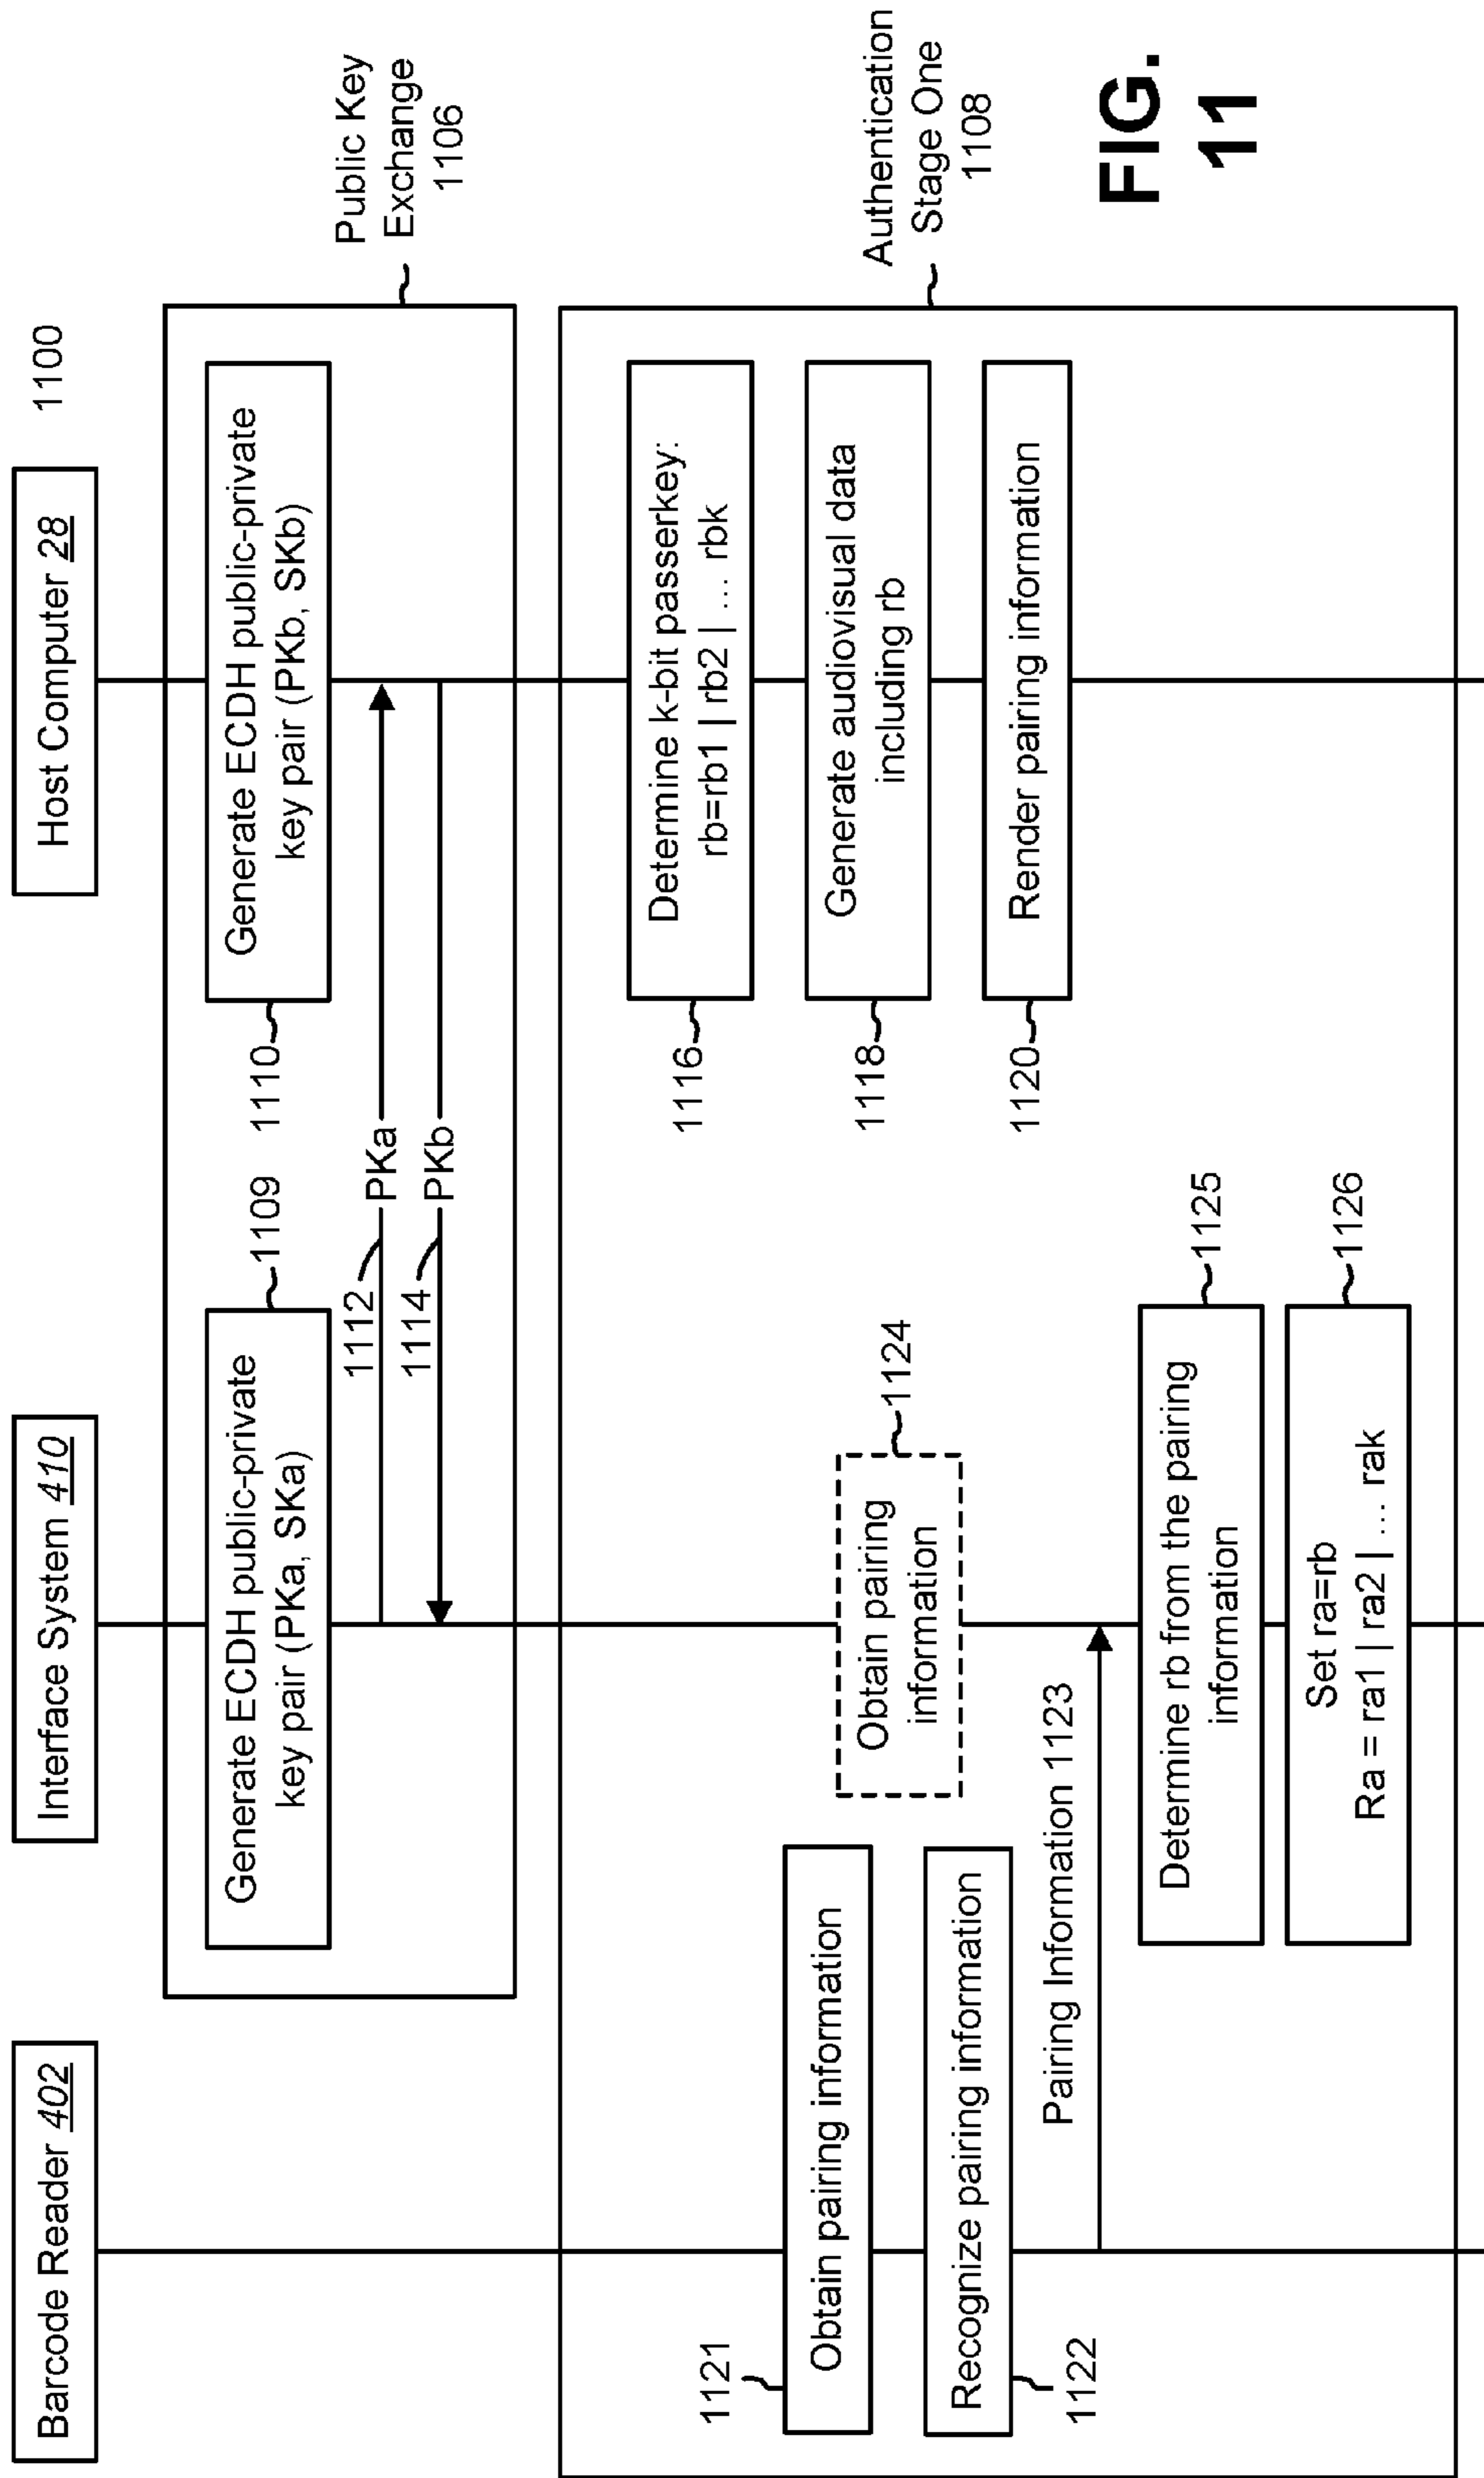 Barcode Reader 402
Interface System 410
Host Computer 28
1100
Generate ECDH public-private
key pair (PKa, SKa)
1109
Generate ECDH public-private
key pair (PKb, SKb)
1110
Public Key
Exchange
1106
1112
PKa
1114
PKb
Authentication
Stage One
1108
Determine k-bit passerkey:
rb=rb1 | rb2 | ... rbk
1116
Generate audiovisual data
including rb
1118
Render pairing information
1120
1121
Obtain pairing information
Recognize pairing information
1122
Obtain pairing
information
1124
Pairing Information 1123
Determine rb from the pairing
information
1125
Set ra=rb
Ra = ra1 | ra2 | ... rak
1126
FIG.
11